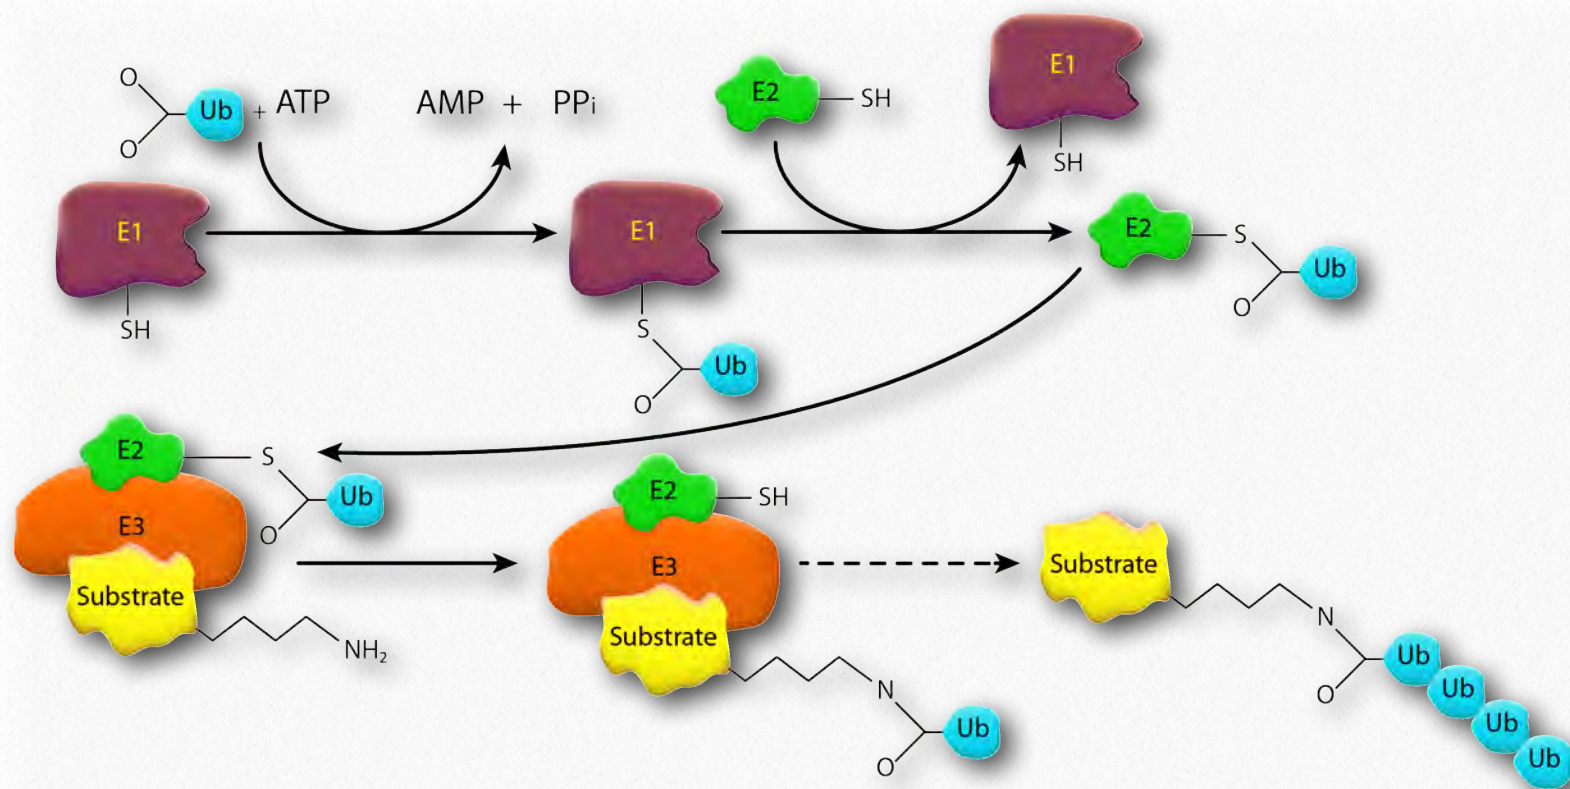 O
Ub + ATP
O
E1
SH
AMP + PPi
E1
S
O
Ub
E2
SH
E1
SH
E2
S
O
Ub
E2
S
O
Ub
E3
Substrate
NH2
E2
SH
E3
Substrate
N
O
Ub
Substrate
N
O
Ub
Ub
Ub
Ub